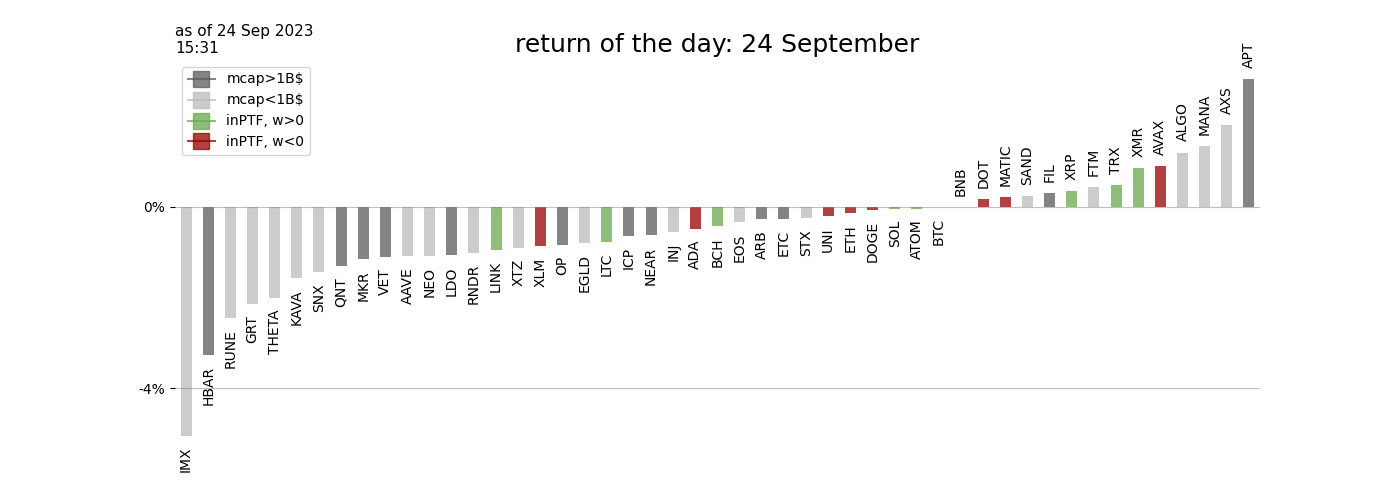 as of 24 Sep 2023
15:31
return of the day: 24 September
mcap>1B$
mcap<1B$
inPTF, w>0
inPTF, w<0
0%
-4%
IMX
HBAR
RUNE
GRT
THETA
KAVA
SNX
QNT
MKR
VET
AAVE
NEO
LDO
RNDR
LINK
XTZ
XLM
OP
EGLD
LTC
ICP
NEAR
INJ
ADA
BCH
EOS
ARB
ETC
STX
UNI
ETH
DOGE
SOL
ATOM
BTC
BNB
DOT
MATIC
SAND
FIL
XRP
FTM
TRX
XMR
AVAX
ALGO
MANA
AXS
APT